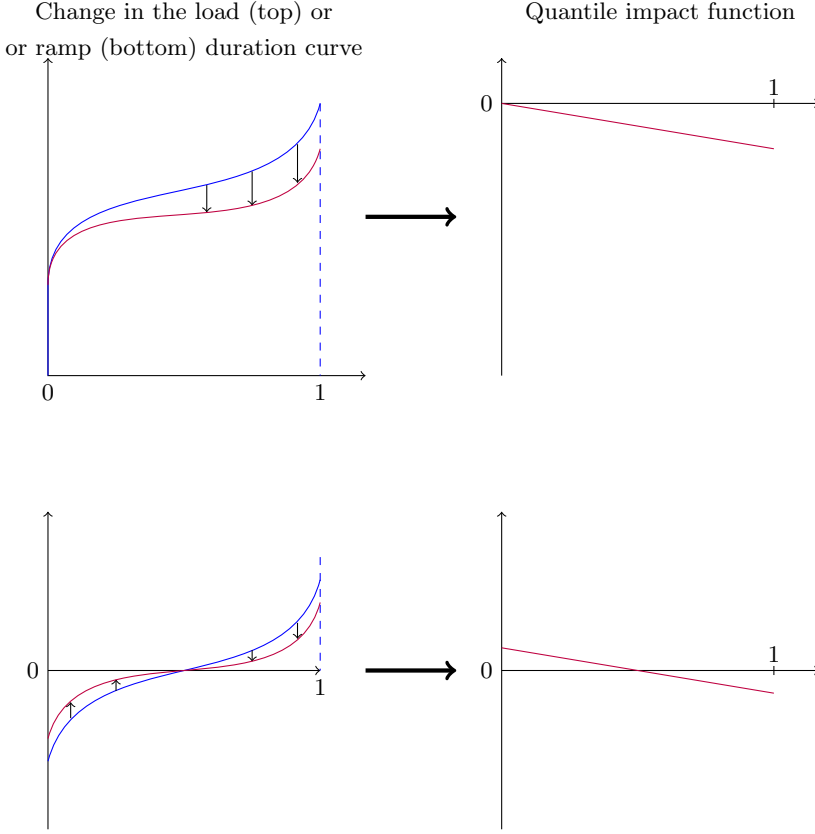 Change in the load (top) or
or ramp (bottom) duration curve
Quantile impact function
0
1
0
1
0
1
0
1